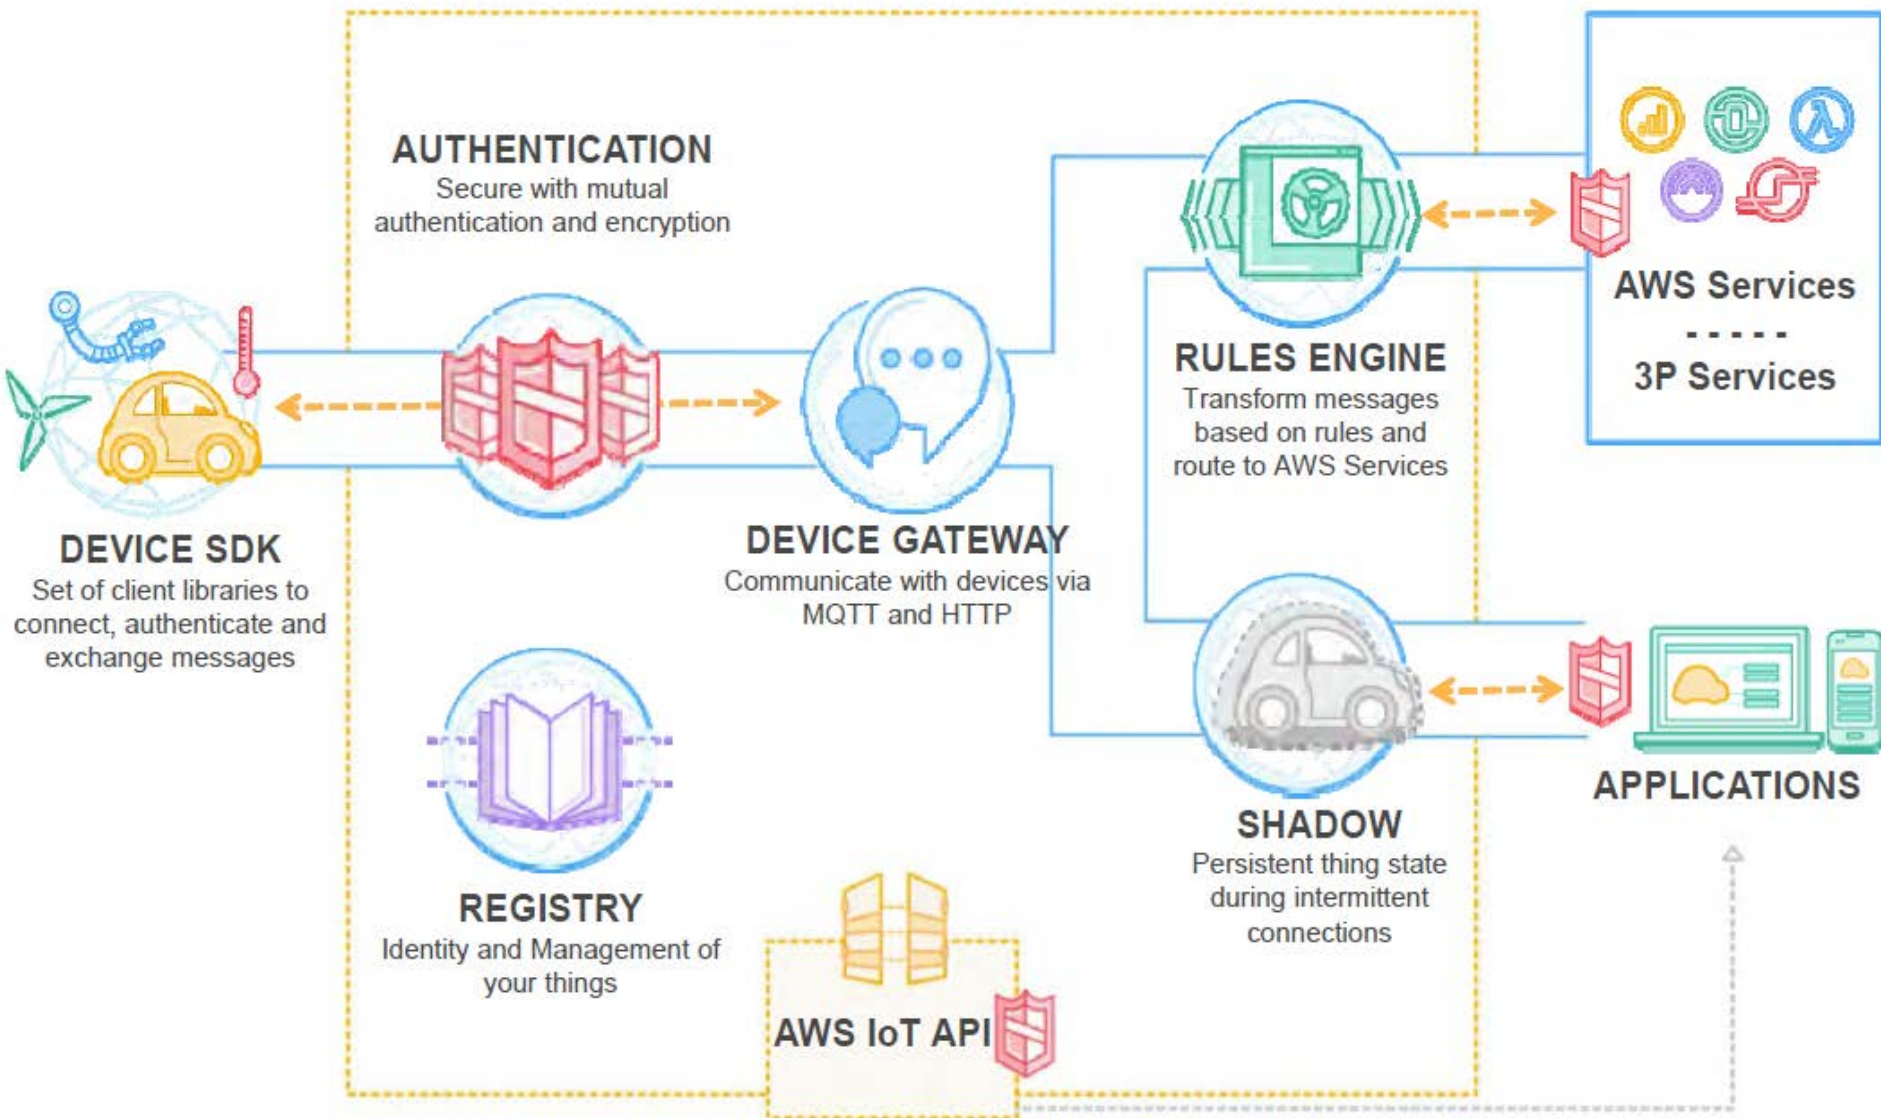 AUTHENTICATION
Secure with mutual
authentication and encryption
DEVICE SDK
Set of client libraries to
connect, authenticate and
exchange messages
DEVICE GATEWAY
Communicate with devices via
MQTT and HTTP
RULES ENGINE
Transform messages
based on rules and
route to AWS Services
AWS Services
- - - - -
3P Services
REGISTRY
Identity and Management of
your things
SHADOW
Persistent thing state
during intermittent
connections
APPLICATIONS
AWS IoT API